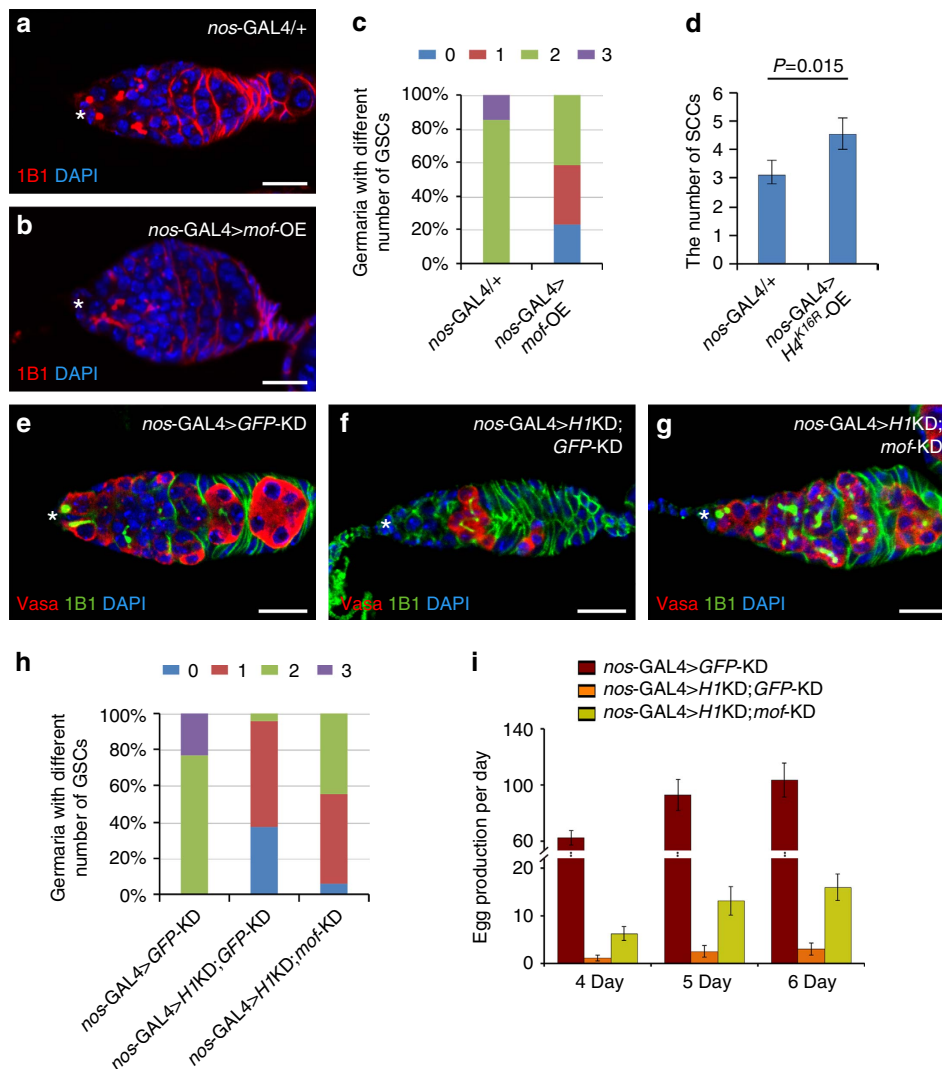 a
nos-GAL4/+
*
1B1 DAPI
b
nos-GAL4>mof-OE
*
1B1 DAPI
c
0 1 2 3
Germaria with different
number of GSCs
100%
80%
60%
40%
20%
0%
nos-GAL4/+
nos-GAL4>
mof-OE
d
P=0.015
The number of SCCs
6
5
4
3
2
1
0
nos-GAL4/+
nos-GAL4>
H4^K16R-OE
e
nos-GAL4>GFP-KD
*
Vasa 1B1 DAPI
f
nos-GAL4>H1KD;
GFP-KD
*
Vasa 1B1 DAPI
g
nos-GAL4>H1KD;
mof-KD
*
Vasa 1B1 DAPI
h
0 1 2 3
Germaria with different
number of GSCs
100%
80%
60%
40%
20%
0%
nos-GAL4>GFP-KD
nos-GAL4>H1KD;GFP-KD
nos-GAL4>H1KD;mof-KD
i
nos-GAL4>GFP-KD
nos-GAL4>H1KD;GFP-KD
nos-GAL4>H1KD;mof-KD
Egg production per day
140
100
60
20
10
0
4 Day
5 Day
6 Day